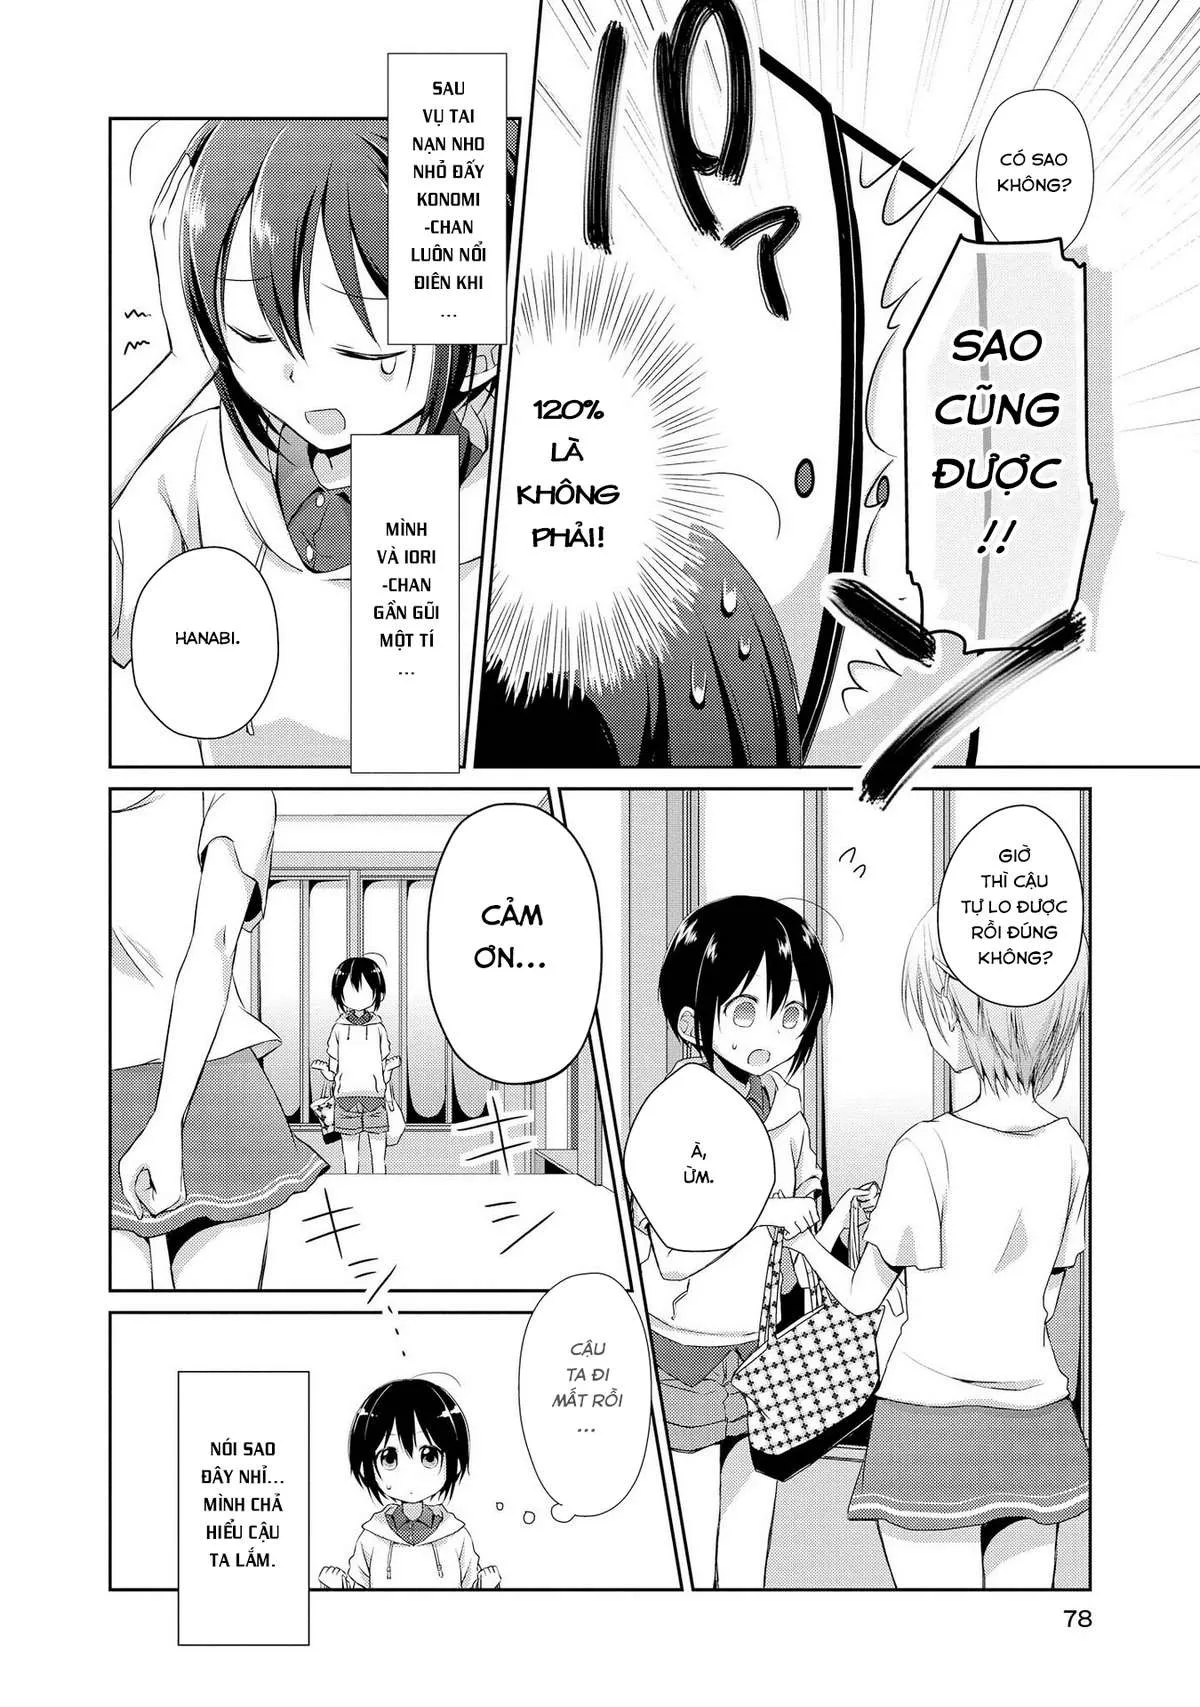 CÓ SAO
KHÔNG?
SAO
CŨNG
ĐƯỢC
!!
120%
LÀ
KHÔNG
PHẢI!
SAU
VỤ TAI
NẠN NHO
NHỎ ĐẤY
KONOMI
-CHAN
LUÔN NỔI
ĐIÊN KHI
...
MÌNH
VÀ IORI
-CHAN
GẦN GŨI
MỘT TÍ
...
HANABI.
GIỜ
THÌ CẬU
TỰ LO ĐƯỢC
RỒI ĐÚNG
KHÔNG?
À,
ỪM.
CẢM
ƠN...
CẬU
TA ĐI
MẤT RỒI
...
NÓI SAO
ĐÂY NHỈ...
MÌNH CHẢ
HIỂU CẬU
TA LẮM.
78